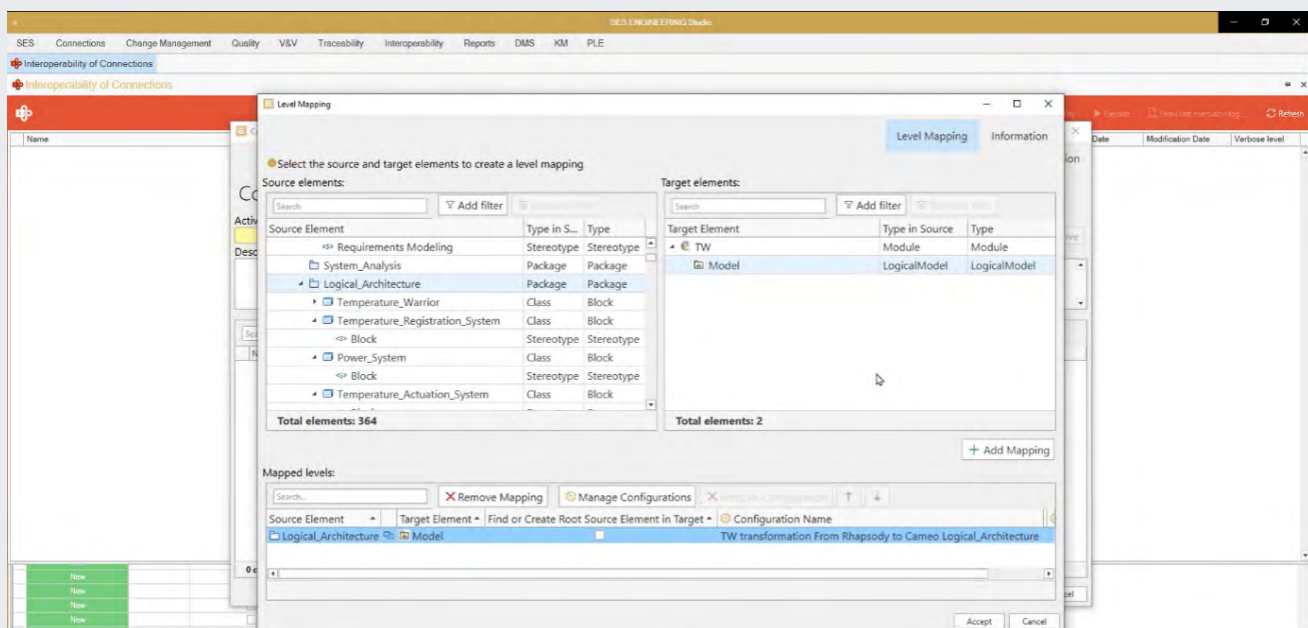 SES ENGINEERING Studio
SES Connections Change Management Quality V&V Traceability Interoperability Reports DMS KM PLE
Interoperability of Connections
Interoperability of Connections
Execute Show last execution log Refresh
Name Date Modification Date Verbose level
Level Mapping
Level Mapping Information
Select the source and target elements to create a level mapping
Source elements: Target elements:
Search Add filter Search Add filter
Source Element Type in S... Type Target Element Type in Source Type
Requirements Modeling Stereotype Stereotype TW Module Module
System_Analysis Package Package Model LogicalModel LogicalModel
Logical_Architecture Package Package
Temperature_Warrior Class Block
Temperature_Registration_System Class Block
Block Stereotype Stereotype
Power_System Class Block
Block Stereotype Stereotype
Temperature_Actuation_System Class Block
Total elements: 364 Total elements: 2
Add Mapping
Mapped levels:
Search... Remove Mapping Manage Configurations
Source Element Target Element Find or Create Root Source Element in Target Configuration Name
Logical_Architecture Model TW transformation From Rhapsody to Cameo Logical_Architecture
New
New
New
New
Accept Cancel